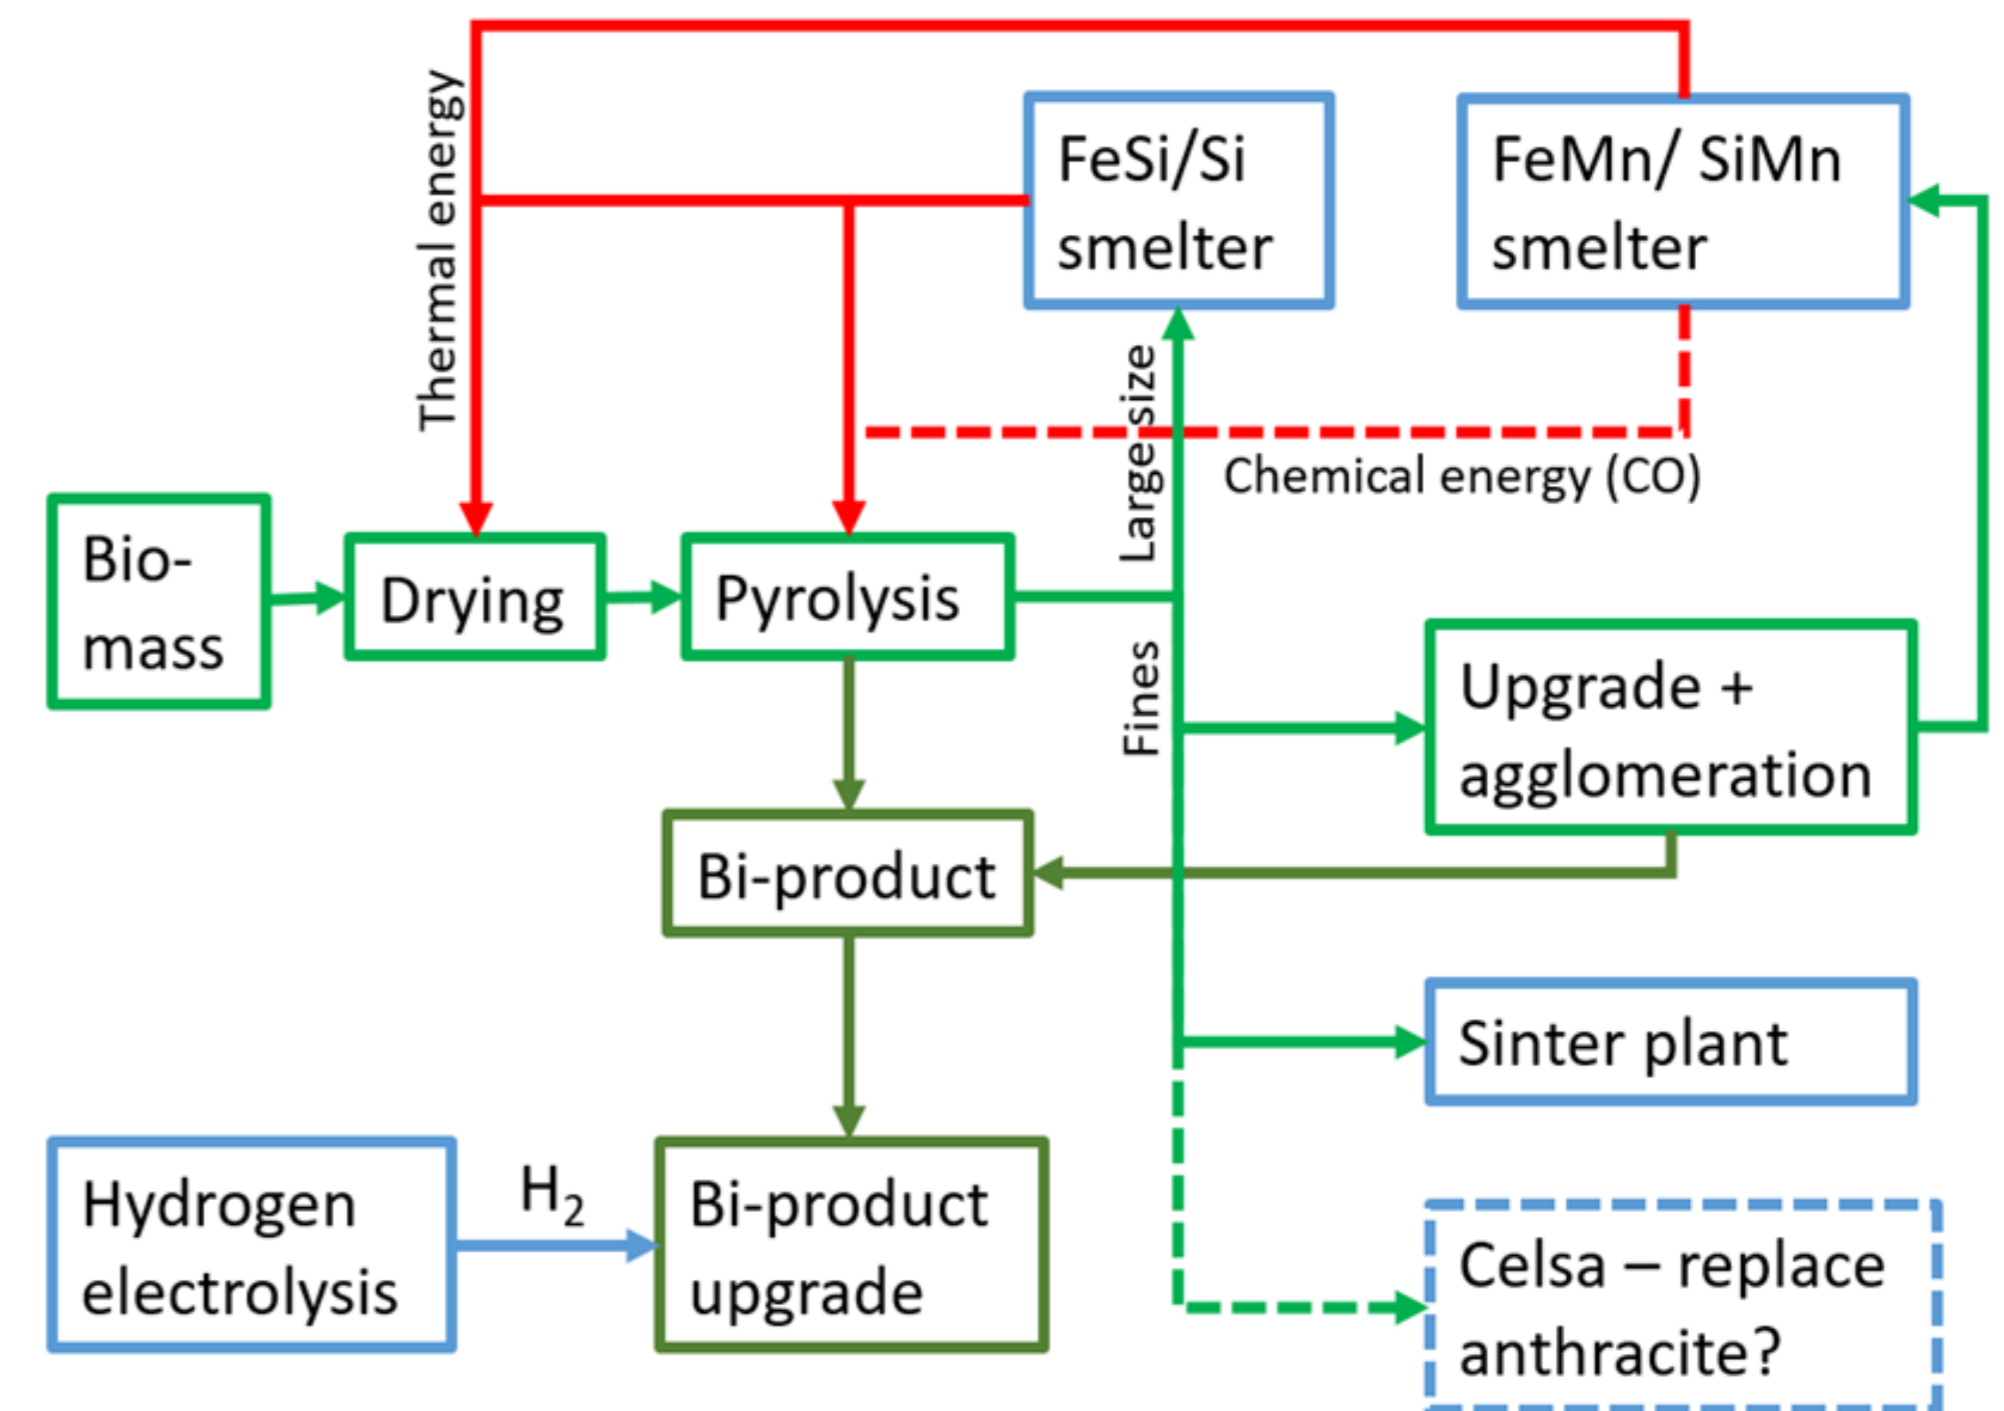 Thermal energy
FeSi/Si
smelter
FeMn/ SiMn
smelter
Large size
Chemical energy (CO)
Bio-
mass
Drying
Pyrolysis
Fines
Upgrade +
agglomeration
Bi-product
Sinter plant
Hydrogen
electrolysis
H₂
Bi-product
upgrade
Celsa – replace
anthracite?